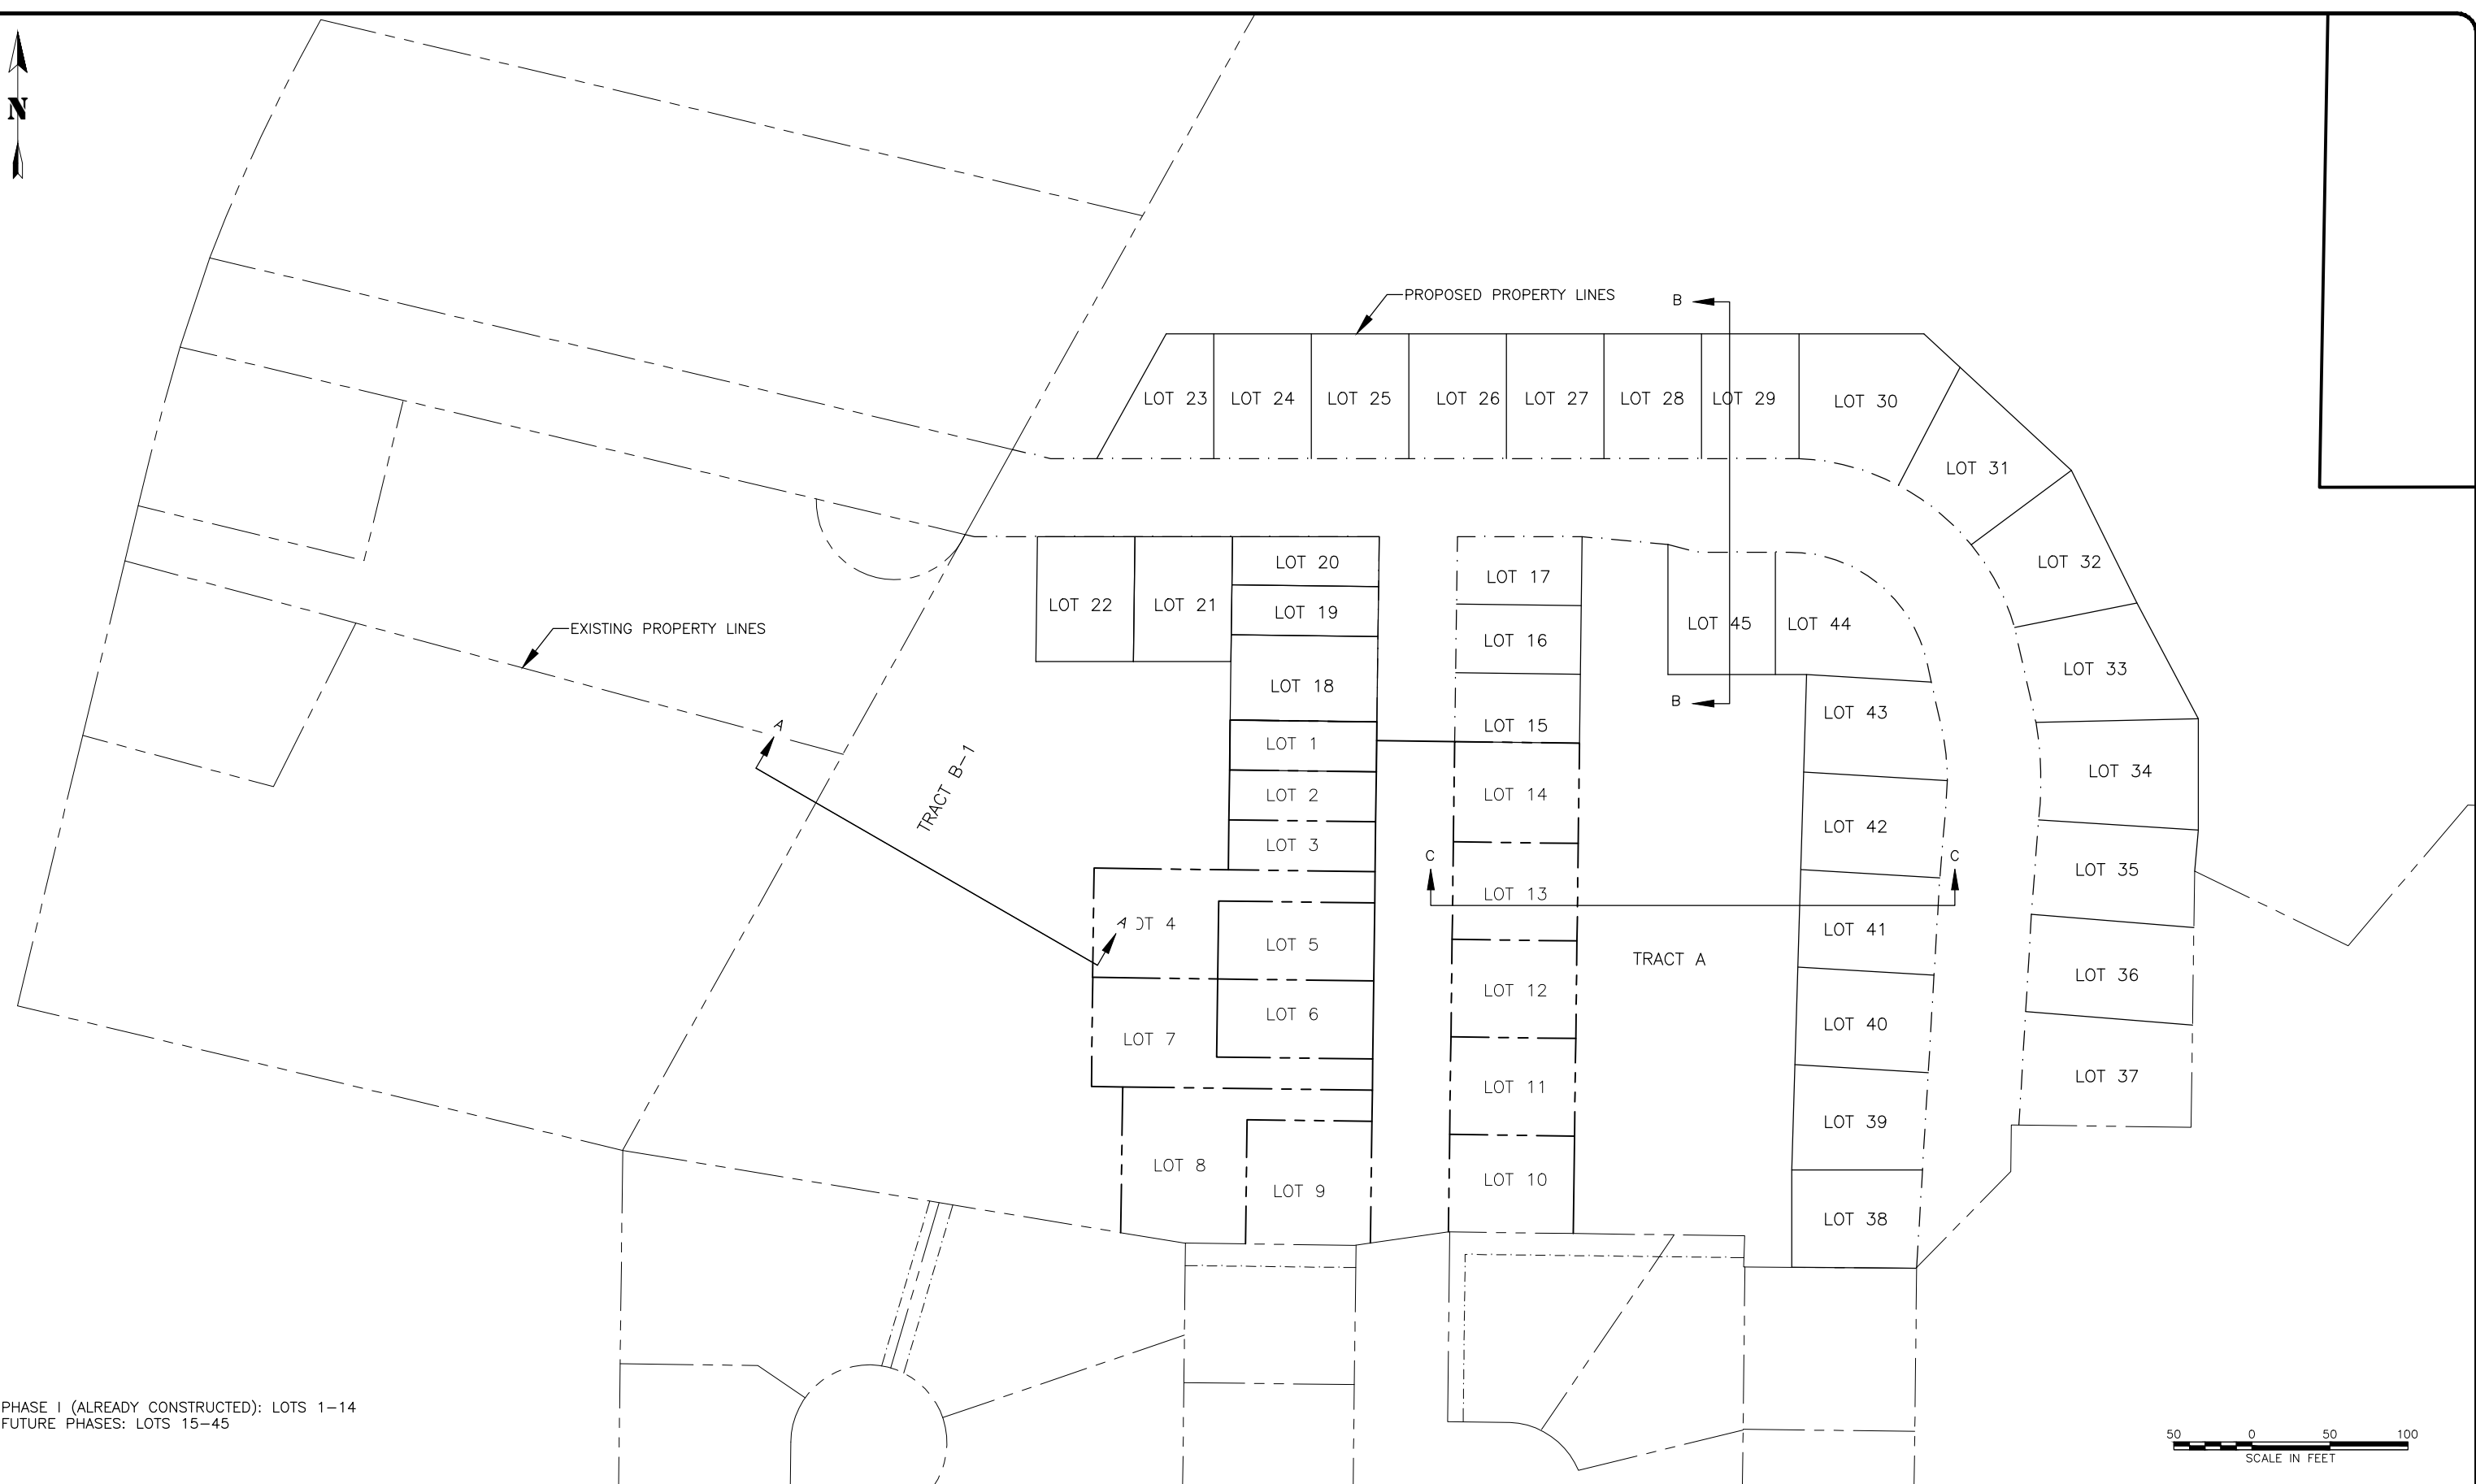 N
PROPOSED PROPERTY LINES
B
LOT 23
LOT 24
LOT 25
LOT 26
LOT 27
LOT 28
LOT 29
LOT 30
LOT 31
LOT 32
LOT 33
LOT 34
LOT 35
LOT 36
LOT 37
LOT 22
LOT 21
LOT 20
LOT 19
LOT 18
LOT 17
LOT 16
LOT 15
LOT 45
LOT 44
B
LOT 43
LOT 42
LOT 41
LOT 40
LOT 39
LOT 38
EXISTING PROPERTY LINES
A
A
TRACT B-1
LOT 1
LOT 2
LOT 3
OT 4
LOT 5
LOT 6
LOT 7
LOT 8
LOT 9
LOT 14
C
C
LOT 13
LOT 12
LOT 11
LOT 10
TRACT A
PHASE I (ALREADY CONSTRUCTED): LOTS 1-14
FUTURE PHASES: LOTS 15-45
50 0 50 100
SCALE IN FEET